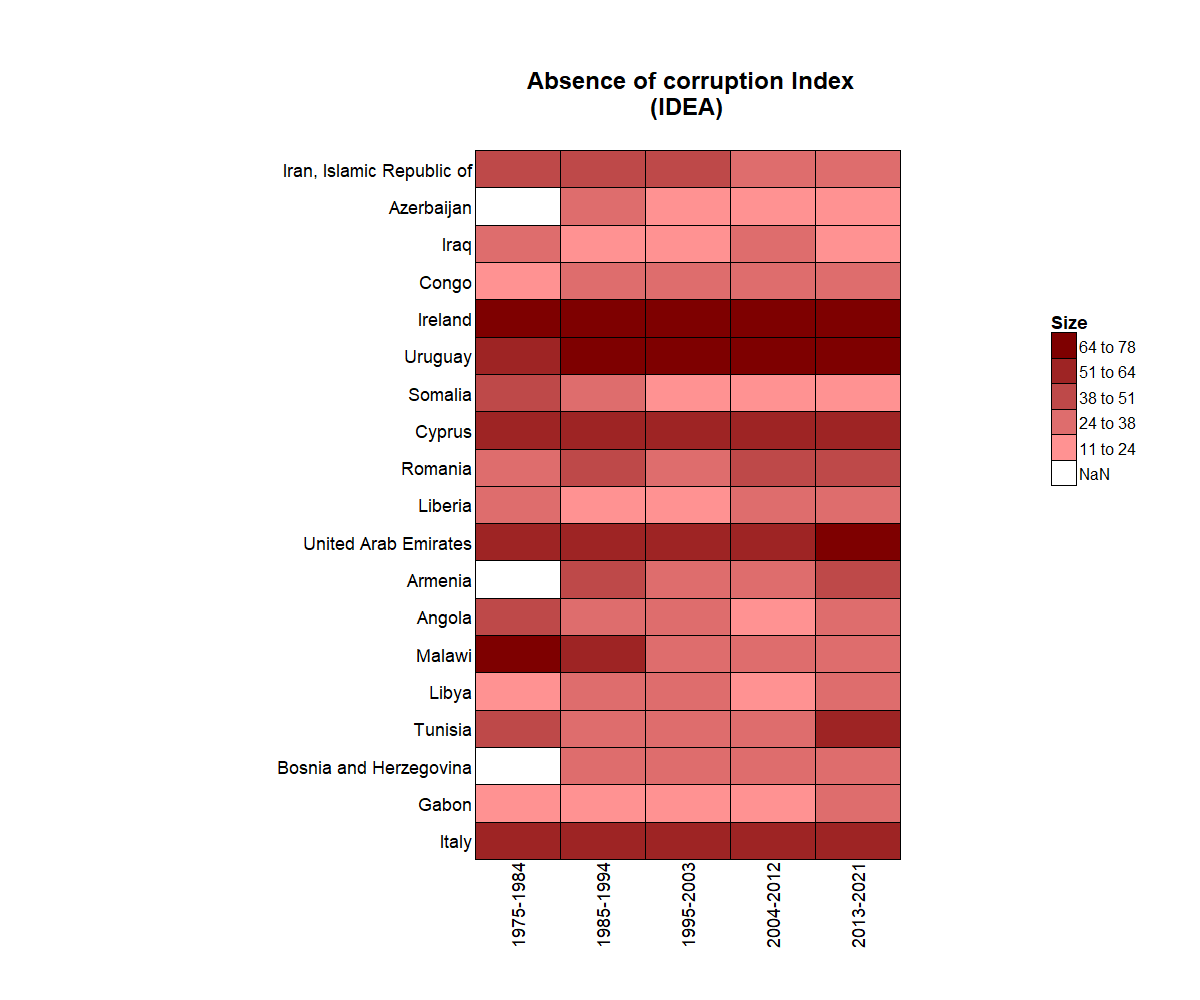 Absence of corruption Index
(IDEA)
Iran, Islamic Republic of
Azerbaijan
Iraq
Congo
Ireland
Uruguay
Somalia
Cyprus
Romania
Liberia
United Arab Emirates
Armenia
Angola
Malawi
Libya
Tunisia
Bosnia and Herzegovina
Gabon
Italy
1975-1984
1985-1994
1995-2003
2004-2012
2013-2021
Size
64 to 78
51 to 64
38 to 51
24 to 38
11 to 24
NaN